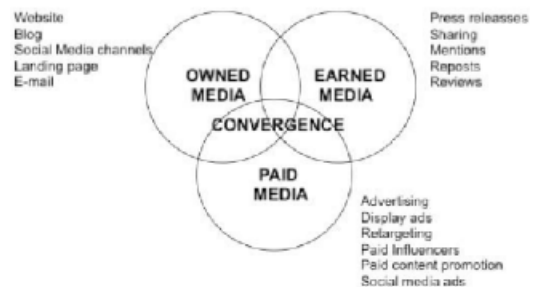 Website
Blog
Social Media channels
Landing page
E-mail
Press releasses
Sharing
Mentions
Reposts
Reviews
OWNED
MEDIA
EARNED
MEDIA
CONVERGENCE
PAID
MEDIA
Advertising
Display ads
Retargeting
Paid Influencers
Paid content promotion
Social media ads